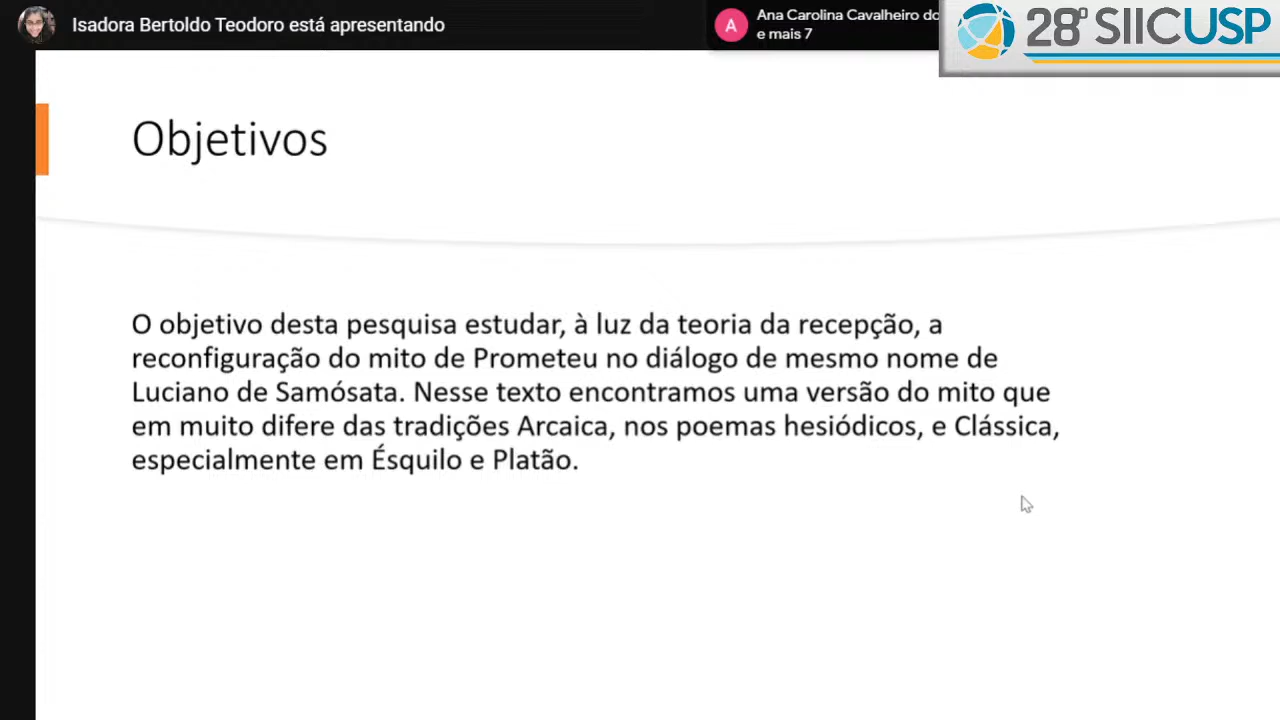 Isadora Bertoldo Teodoro está apresentando
A
Ana Carolina Cavalheiro do
e mais 7
28º SIICUSP
Objetivos
O objetivo desta pesquisa estudar, à luz da teoria da recepção, a
reconfiguração do mito de Prometeu no diálogo de mesmo nome de
Luciano de Samósata. Nesse texto encontramos uma versão do mito que
em muito difere das tradições Arcaica, nos poemas hesiódicos, e Clássica,
especialmente em Ésquilo e Platão.